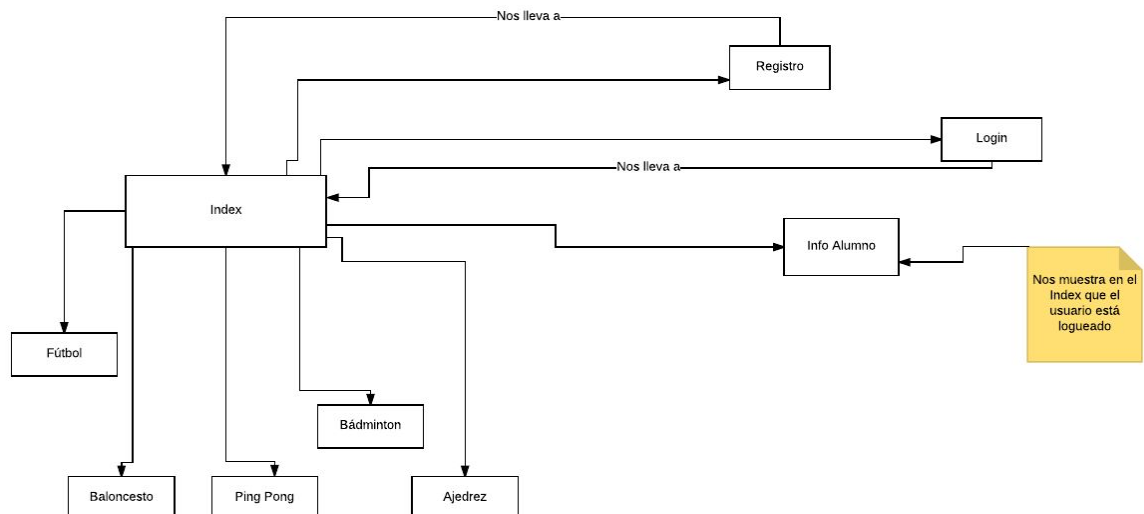 Nos lleva a
Registro
Login
Nos lleva a
Index
Info Alumno
Nos muestra en el
Index que el
usuario está
logueado
Fútbol
Bádminton
Baloncesto
Ping Pong
Ajedrez